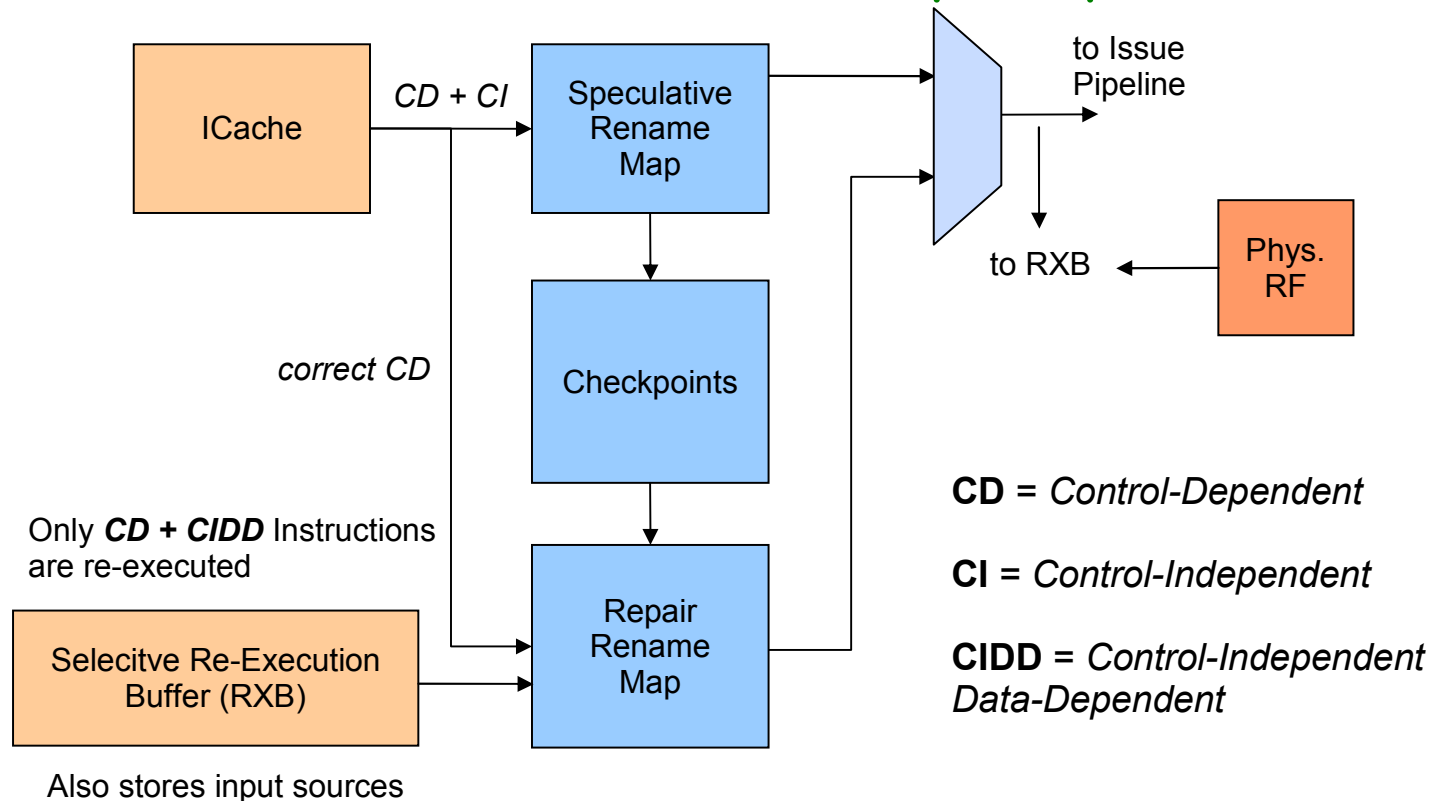 to Issue
Pipeline
ICache
CD + CI
Speculative
Rename
Map
Phys.
RF
to RXB
correct CD
Checkpoints
CD = Control-Dependent
Only CD + CIDD Instructions
are re-executed
CI = Control-Independent
Repair
Rename
Map
Selecitve Re-Execution
Buffer (RXB)
CIDD = Control-Independent
Data-Dependent
Also stores input sources